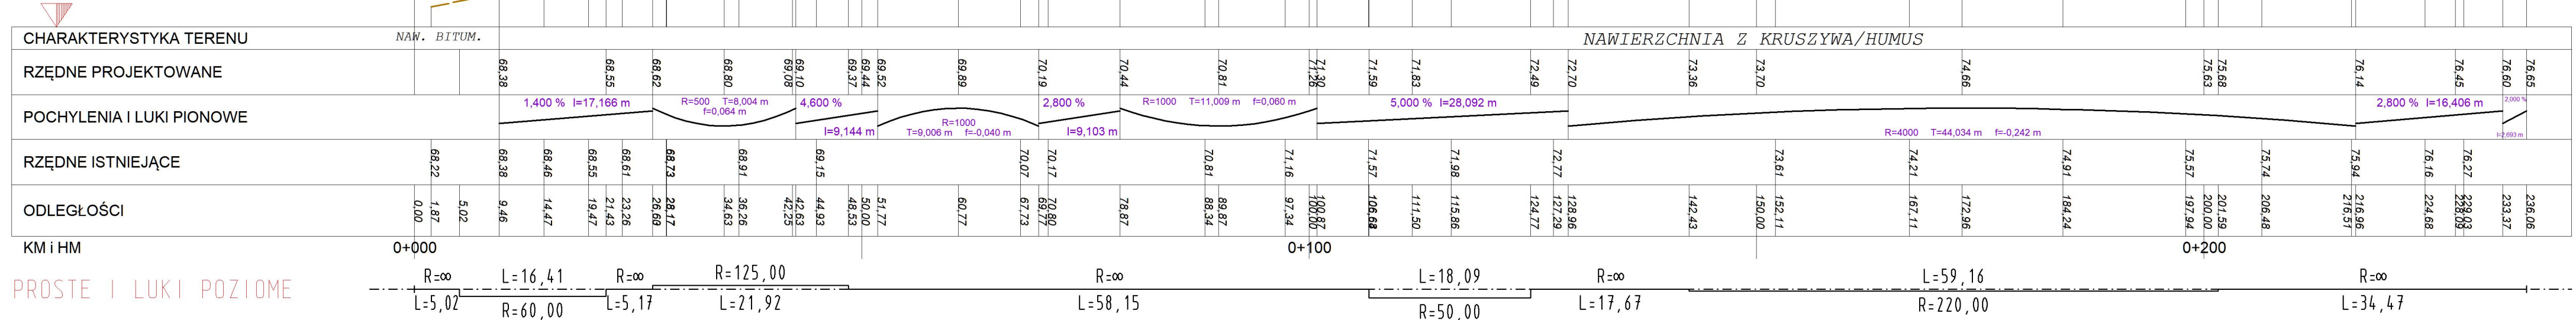 CHARAKTERYSTYKA TERENU NAW. BITUM. NAWIERZCHNIA Z KRUSZYWA/HUMUS
RZĘDNE PROJEKTOWANE 68,38 68,55 68,62 68,80 69,08 69,10 69,37 69,44 69,52 69,89 70,19 70,44 70,81 71,26 71,30 71,59 71,83 72,49 72,70 73,36 73,70 74,66 75,63 75,68 76,14 76,45 76,60 76,65
POCHYLENIA I LUKI PIONOWE
1,400 % l=17,166 m
R=500 T=8,004 m
f=0,064 m
4,600 %
l=9,144 m
R=1000
T=9,006 m f=-0,040 m
2,800 %
l=9,103 m
R=1000 T=11,009 m f=0,060 m
5,000 % l=28,092 m
R=4000 T=44,034 m f=-0,242 m
2,800 % l=16,406 m
2,000 %
l=2,693 m
RZĘDNE ISTNIEJĄCE 68,22 68,38 68,46 68,55 68,61 68,73 68,91 69,15 70,07 70,17 70,81 71,16 71,57 71,98 72,77 73,61 74,21 74,91 75,57 75,74 75,94 76,16 76,27
ODLEGŁOŚCI 0,00 1,87 5,02 9,46 14,47 19,47 21,43 23,26 26,60 28,17 34,63 36,26 42,25 42,63 44,93 48,53 50,00 51,77 60,77 67,73 69,77 70,80 78,87 88,34 89,87 97,34 100,00 100,87 111,50 115,86 124,77 127,29 128,96 142,43 150,00 152,11 167,11 172,96 184,24 197,94 200,00 201,59 206,48 216,51 216,96 224,68 229,03 233,37 236,06
KM i HM 0+000 0+100 0+200
PROSTE I LUKI POZIOME
R=∞ L=16,41 R=∞ R=125,00 R=∞ L=18,09 R=∞ L=59,16 R=∞
L=5,02 R=60,00 L=5,17 L=21,92 L=58,15 R=50,00 L=17,67 R=220,00 L=34,47